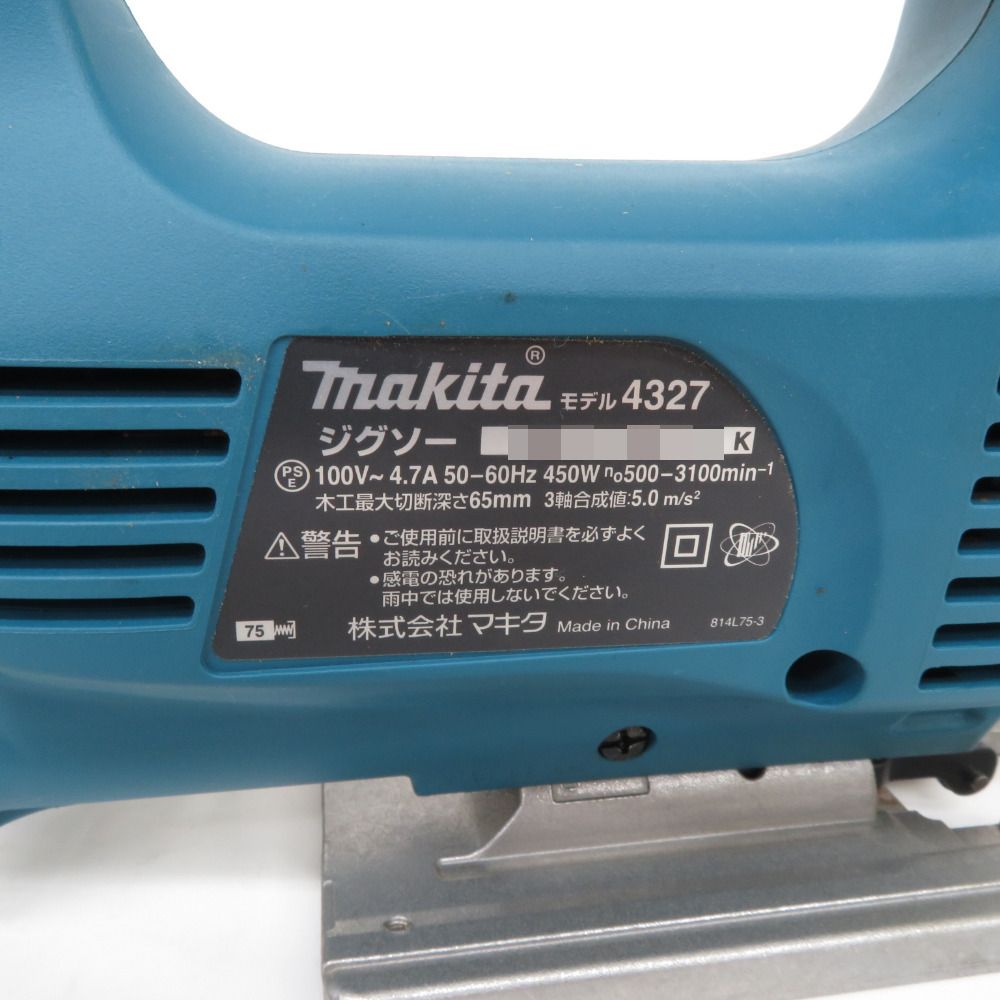 makita® モデル 4327
ジグソー K
PSE 100V~ 4.7A 50-60Hz 450W n₀500-3100min⁻¹
木工最大切断深さ65mm 3軸合成値:5.0 m/s²
警告 •ご使用前に取扱説明書を必ずよく
お読みください。
•感電の恐れがあります。
雨中では使用しないでください。
75 株式会社 マキタ Made in China 814L75-3